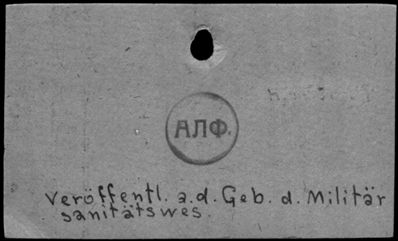 АЛФ.
Veröffentl. a.d. Geb. d. Militär
sanitätswes.